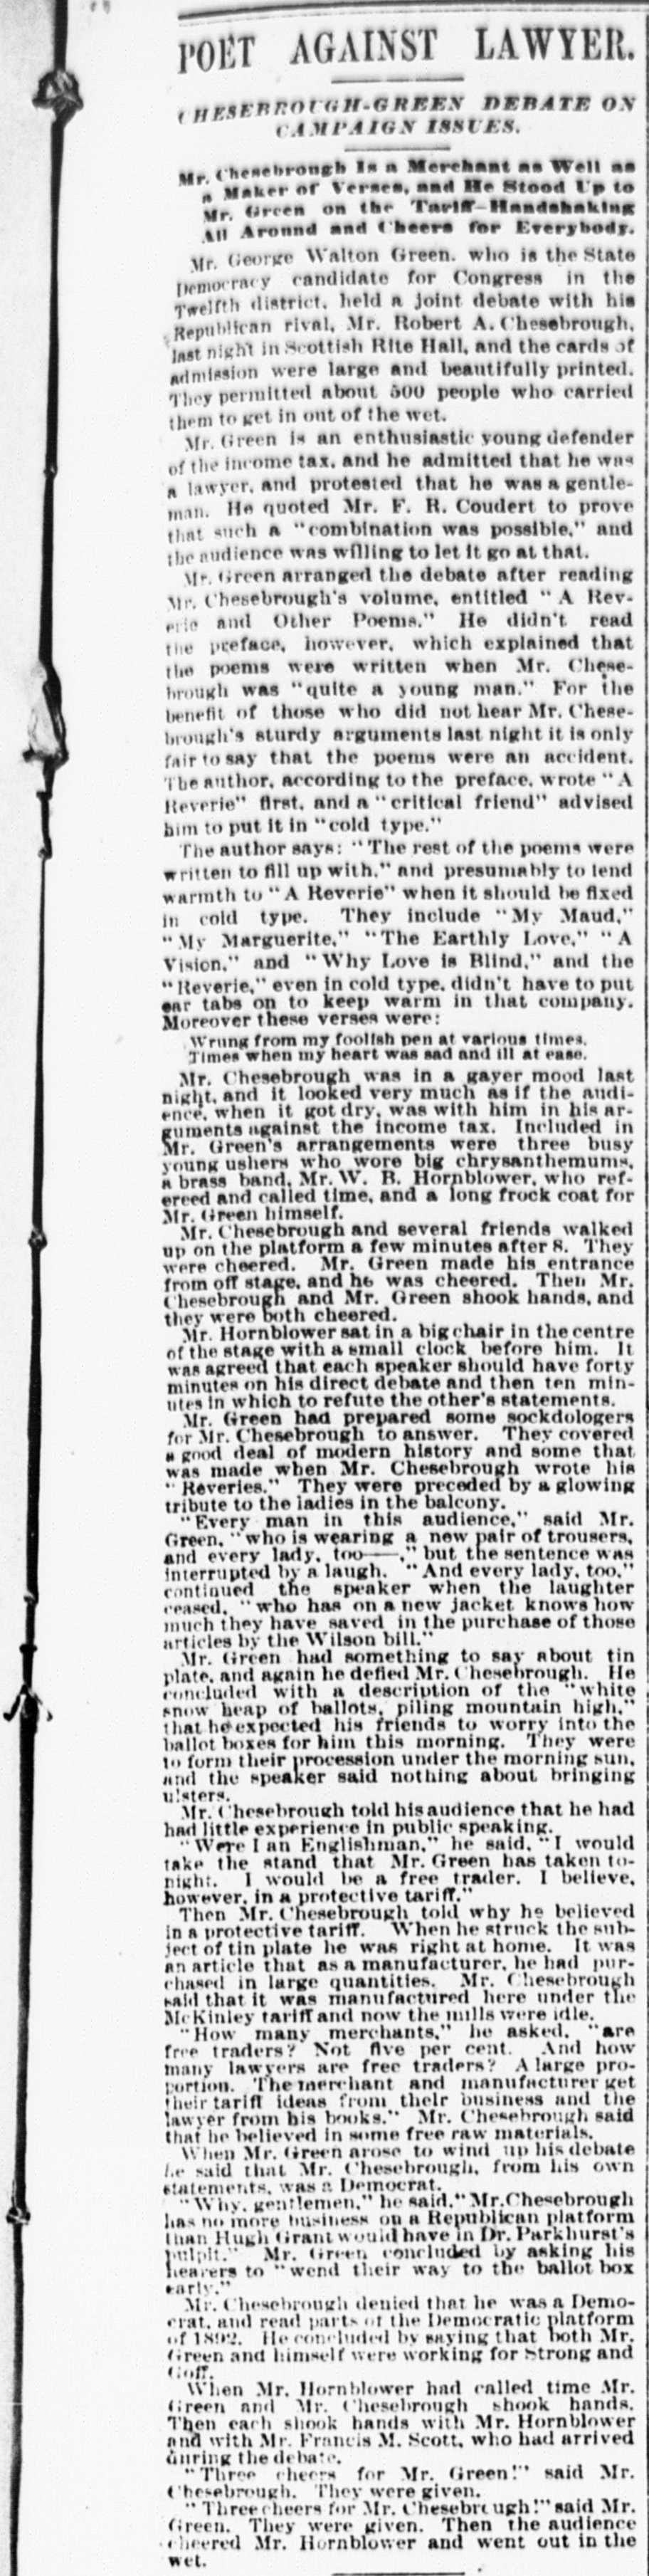 POET AGAINST LAWYER.
CHESEBROUGH-GREEN DEBATE ON
CAMPAIGN ISSUES.
Mr. Chesebrough Is a Merchant as Well as
a Maker of Verses, and He Stood Up to
Mr. Green on the Tariff—Handshaking
All Around and Cheers for Everybody.
Mr. George Walton Green, who is the State
Democracy candidate for Congress in the
Twelfth district, held a joint debate with his
Republican rival, Mr. Robert A. Chesebrough,
last night in Scottish Rite Hall, and the cards of
admission were large and beautifully printed.
They permitted about 500 people who carried
them to get in out of the wet.
Mr. Green is an enthusiastic young defender
of the income tax, and he admitted that he was
a lawyer, and protested that he was a gentle-
man. He quoted Mr. F. R. Coudert to prove
that such a "combination was possible," and
the audience was willing to let it go at that.
Mr. Green arranged the debate after reading
Mr. Chesebrough's volume, entitled "A Rev-
erie and Other Poems." He didn't read
the preface, however, which explained that
the poems were written when Mr. Chese-
brough was "quite a young man." For the
benefit of those who did not hear Mr. Chese-
brough's sturdy arguments last night it is only
fair to say that the poems were an accident.
The author, according to the preface, wrote "A
Reverie" first, and a "critical friend" advised
him to put it in "cold type."
The author says: "The rest of the poems were
written to fill up with," and presumably to lend
warmth to "A Reverie" when it should be fixed
in cold type. They include "My Maud,"
"My Marguerite," "The Earthly Love," "A
Vision," and "Why Love is Blind," and the
"Reverie," even in cold type, didn't have to put
ear tabs on to keep warm in that company.
Moreover these verses were:
Wrung from my foolish pen at various times,
Times when my heart was sad and ill at ease.
Mr. Chesebrough was in a gayer mood last
night, and it looked very much as if the audi-
ence, when it got dry, was with him in his ar-
guments against the income tax. Included in
Mr. Green's arrangements were three busy
young ushers who wore big chrysanthemums,
a brass band, Mr. W. B. Hornblower, who ref-
ereed and called time, and a long frock coat for
Mr. Green himself.
Mr. Chesebrough and several friends walked
up on the platform a few minutes after 8. They
were cheered. Mr. Green made his entrance
from off stage, and he was cheered. Then Mr.
Chesebrough and Mr. Green shook hands, and
they were both cheered.
Mr. Hornblower sat in a big chair in the centre
of the stage with a small clock before him. It
was agreed that each speaker should have forty
minutes on his direct debate and then ten min-
utes in which to refute the other's statements.
Mr. Green had prepared some sockdologers
for Mr. Chesebrough to answer. They covered
a good deal of modern history and some that
was made when Mr. Chesebrough wrote his
"Reveries." They were preceded by a glowing
tribute to the ladies in the balcony.
"Every man in this audience," said Mr.
Green, "who is wearing a new pair of trousers,
and every lady, too——," but the sentence was
interrupted by a laugh. "And every lady, too,"
continued the speaker when the laughter
ceased, "who has on a new jacket knows how
much they have saved in the purchase of those
articles by the Wilson bill."
Mr. Green had something to say about tin
plate, and again he defied Mr. Chesebrough. He
concluded with a description of the "white
snow heap of ballots, piling mountain high,"
that he expected his friends to worry into the
ballot boxes for him this morning. They were
to form their procession under the morning sun,
and the speaker said nothing about bringing
ulsters.
Mr. Chesebrough told his audience that he had
had little experience in public speaking.
"Were I an Englishman," he said, "I would
take the stand that Mr. Green has taken to-
night. I would be a free trader. I believe,
however, in a protective tariff."
Then Mr. Chesebrough told why he believed
in a protective tariff. When he struck the sub-
ject of tin plate he was right at home. It was
an article that as a manufacturer, he had pur-
chased in large quantities. Mr. Chesebrough
said that it was manufactured here under the
McKinley tariff and now the mills were idle.
"How many merchants," he asked, "are
free traders? Not five per cent. And how
many lawyers are free traders? A large pro-
portion. The merchant and manufacturer get
their tariff ideas from their business and the
lawyer from his books." Mr. Chesebrough said
that he believed in some free raw materials.
When Mr. Green arose to wind up his debate
he said that Mr. Chesebrough, from his own
statements, was a Democrat.
"Why, gentlemen," he said, "Mr. Chesebrough
has no more business on a Republican platform
than Hugh Grant would have in Dr. Parkhurst's
pulpit." Mr. Green concluded by asking his
hearers to "wend their way to the ballot box
early."
Mr. Chesebrough denied that he was a Demo-
crat, and read parts of the Democratic platform
of 1892. He concluded by saying that both Mr.
Green and himself were working for Strong and
Goff.
When Mr. Hornblower had called time Mr.
Green and Mr. Chesebrough shook hands.
Then each shook hands with Mr. Hornblower
and with Mr. Francis M. Scott, who had arrived
during the debate.
"Three cheers for Mr. Green!" said Mr.
Chesebrough. They were given.
"Three cheers for Mr. Chesebrough!" said Mr.
Green. They were given. Then the audience
cheered Mr. Hornblower and went out in the
wet.